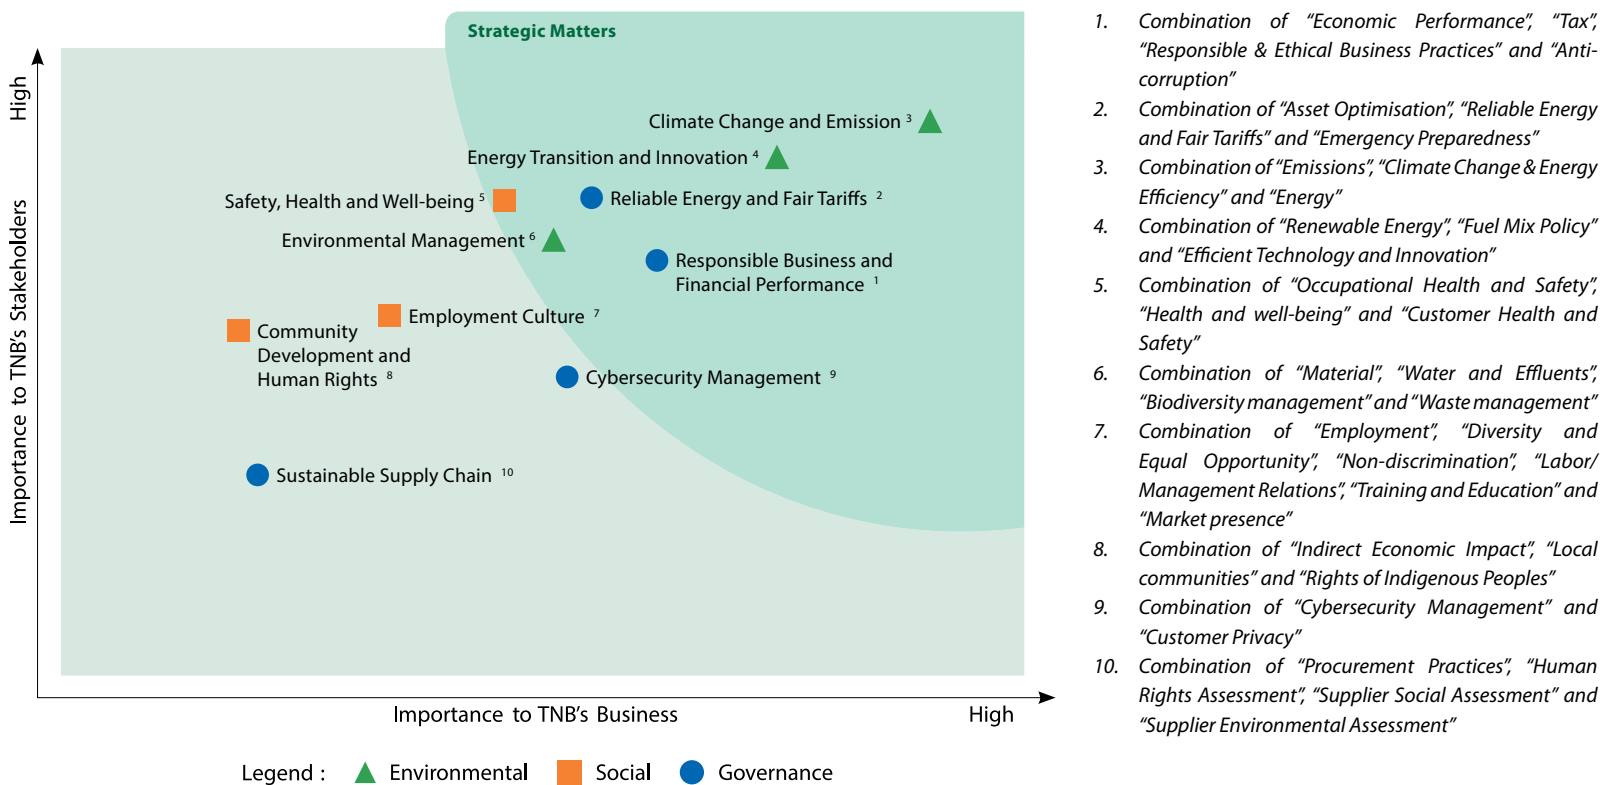 Strategic Matters
High
Importance to TNB's Stakeholders
Climate Change and Emission 3
Energy Transition and Innovation 4
Safety, Health and Well-being 5
Reliable Energy and Fair Tariffs 2
Environmental Management 6
Responsible Business and
Financial Performance 1
Employment Culture 7
Community
Development and
Human Rights 8
Cybersecurity Management 9
Sustainable Supply Chain 10
Importance to TNB's Business
High
Legend : Environmental Social Governance
1. Combination of “Economic Performance”, “Tax”,
“Responsible & Ethical Business Practices” and “Anti-
corruption”
2. Combination of “Asset Optimisation”, “Reliable Energy
and Fair Tariffs” and “Emergency Preparedness”
3. Combination of “Emissions”, “Climate Change & Energy
Efficiency” and “Energy”
4. Combination of “Renewable Energy”, “Fuel Mix Policy”
and “Efficient Technology and Innovation”
5. Combination of “Occupational Health and Safety”,
“Health and well-being” and “Customer Health and
Safety”
6. Combination of “Material”, “Water and Effluents”,
“Biodiversity management” and “Waste management”
7. Combination of “Employment”, “Diversity and
Equal Opportunity”, “Non-discrimination”, “Labor/
Management Relations”, “Training and Education” and
“Market presence”
8. Combination of “Indirect Economic Impact”, “Local
communities” and “Rights of Indigenous Peoples”
9. Combination of “Cybersecurity Management” and
“Customer Privacy”
10. Combination of “Procurement Practices”, “Human
Rights Assessment”, “Supplier Social Assessment” and
“Supplier Environmental Assessment”